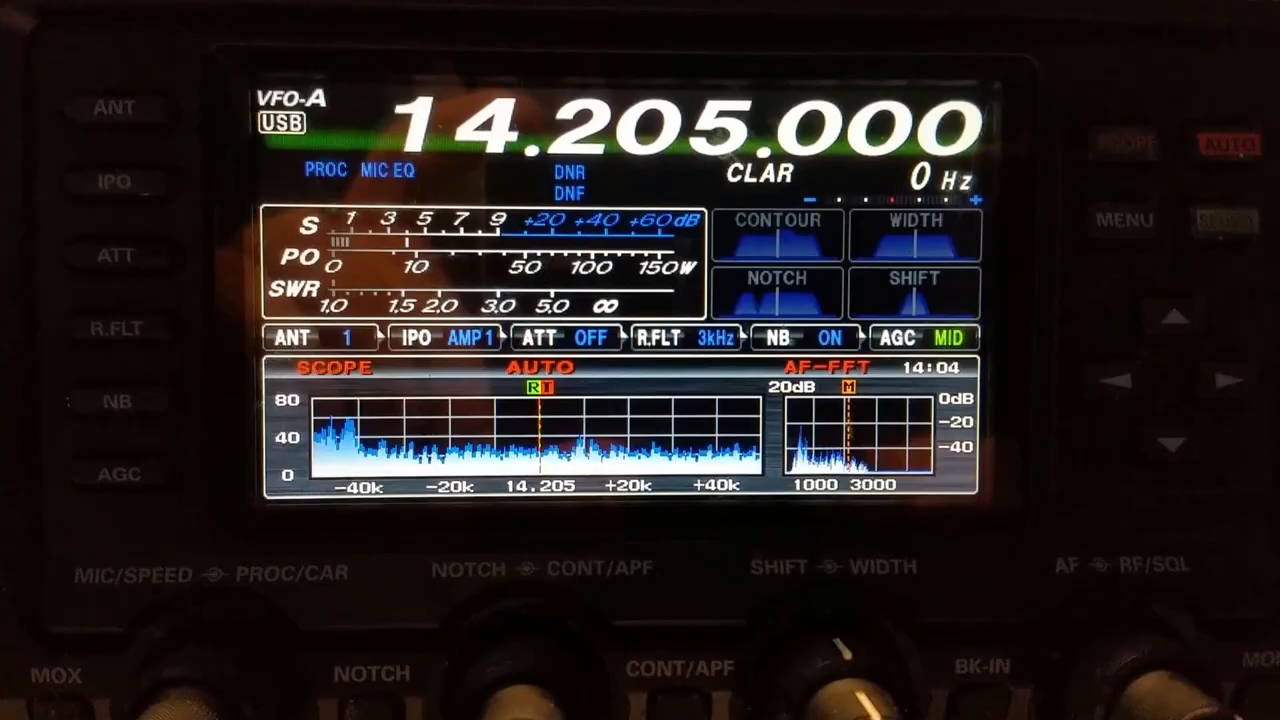 ANT
IPO
ATT
R.FLT
NB
AGC
VFO-A
USB
14.205.000
PROC MIC EQ
DNR
DNF
CLAR 0 Hz
S 1 3 5 7 9 +20 +40 +60 dB
PO 0 10 50 100 150 W
SWR 1.0 1.5 2.0 3.0 5.0 ∞
CONTOUR WIDTH
NOTCH SHIFT
ANT 1 IPO AMP1 ATT OFF R.FLT 3kHz NB ON AGC MID
SCOPE AUTO AF-FFT 14:04
R T 20dB M
80 0dB
40 -20
0 -40
-40k -20k 14.205 +20k +40k 1000 3000
AUTO
MENU
MIC/SPEED PROC/CAR NOTCH CONT/APF SHIFT WIDTH AF RF/SQL
MOX NOTCH CONT/APF BK-IN